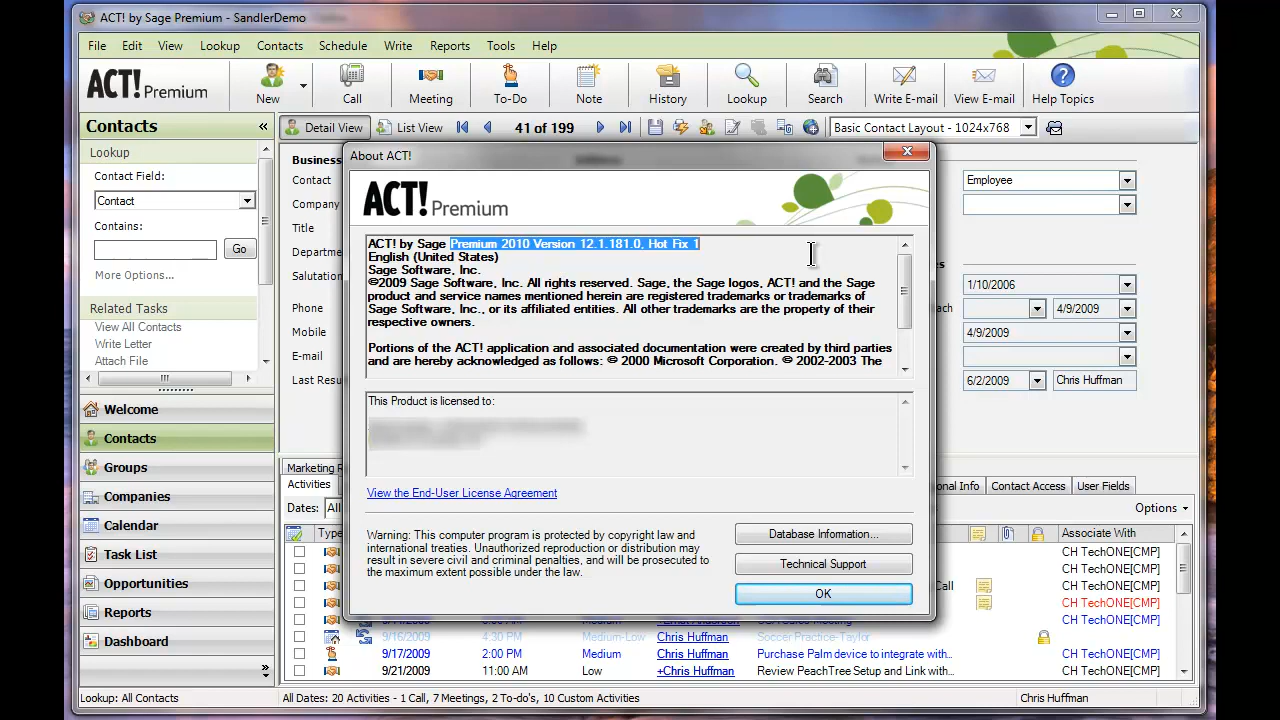 ACT! by Sage Premium - SandlerDemo
File Edit View Lookup Contacts Schedule Write Reports Tools Help
ACT! Premium
New Call Meeting To-Do Note History Lookup Search Write E-mail View E-mail Help Topics
Contacts «
Detail View List View 41 of 199 Basic Contact Layout - 1024x768
Lookup
Contact Field:
Contact
Contains:
Go
More Options...
Related Tasks
View All Contacts
Write Letter
Attach File
Welcome
Contacts
Groups
Companies
Calendar
Task List
Opportunities
Reports
Dashboard
»
Business
Contact
Company
Title
Salutation
Phone
Mobile
E-mail
Employee
1/10/2006
4/9/2009
4/9/2009
6/2/2009 Chris Huffman
About ACT!
ACT! Premium
ACT! by Sage Premium 2010 Version 12.1.181.0, Hot Fix 1
English (United States)
Sage Software, Inc.
©2009 Sage Software, Inc. All rights reserved. Sage, the Sage logos, ACT! and the Sage
product and service names mentioned herein are registered trademarks or trademarks of
Sage Software, Inc., or its affiliated entities. All other trademarks are the property of their
respective owners.
Portions of the ACT! application and associated documentation were created by third parties
and are hereby acknowledged as follows: © 2000 Microsoft Corporation, © 2002-2003 The
This Product is licensed to:
View the End-User License Agreement
Warning: This computer program is protected by copyright law and
international treaties. Unauthorized reproduction or distribution may
result in severe civil and criminal penalties, and will be prosecuted to
the maximum extent possible under the law.
Database Information...
Technical Support
OK
Activities
Contact Access User Fields
Dates: All
Options
Associate With
CH TechONE[CMP]
CH TechONE[CMP]
CH TechONE[CMP]
CH TechONE[CMP]
CH TechONE[CMP]
9/16/2009 4:30 PM Medium-Low Chris Huffman Soccer Practice-Taylor
9/17/2009 2:00 PM Medium Chris Huffman Purchase Palm device to integrate with... CH TechONE[CMP]
9/21/2009 11:00 AM Low +Chris Huffman Review PeachTree Setup and Link with... CH TechONE[CMP]
Lookup: All Contacts All Dates: 20 Activities - 1 Call, 7 Meetings, 2 To-do's, 10 Custom Activities Chris Huffman